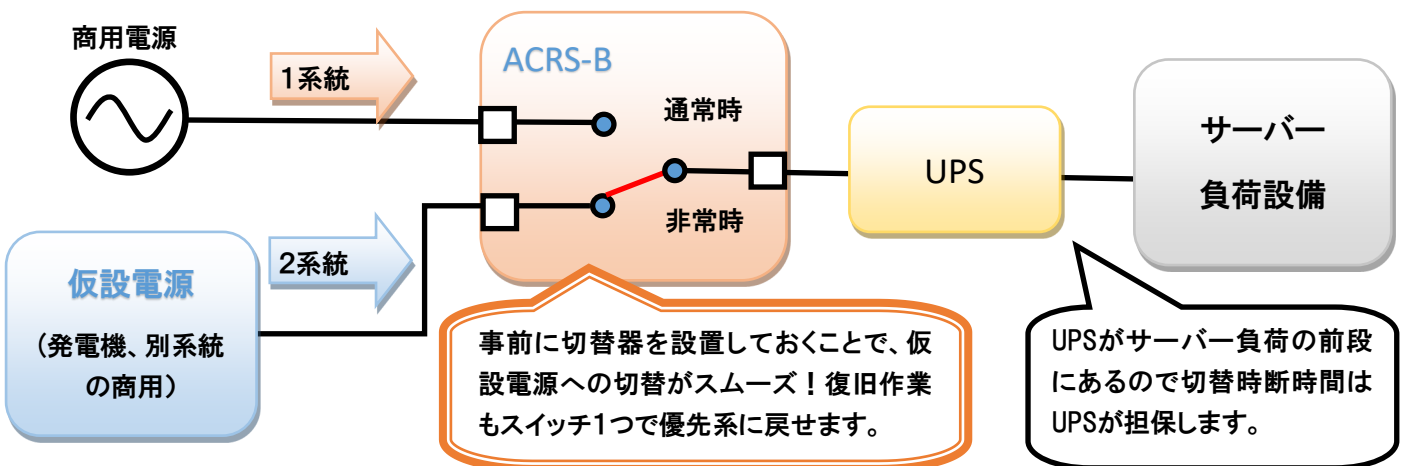 商用電源
1系統
ACRS-B
通常時
非常時
UPS
サーバー
負荷設備
2系統
仮設電源
(発電機、別系統
の商用)
事前に切替器を設置しておくことで、仮
設電源への切替がスムーズ！復旧作業
もスイッチ1つで優先系に戻せます。
UPSがサーバー負荷の前段
にあるので切替時断時間は
UPSが担保します。